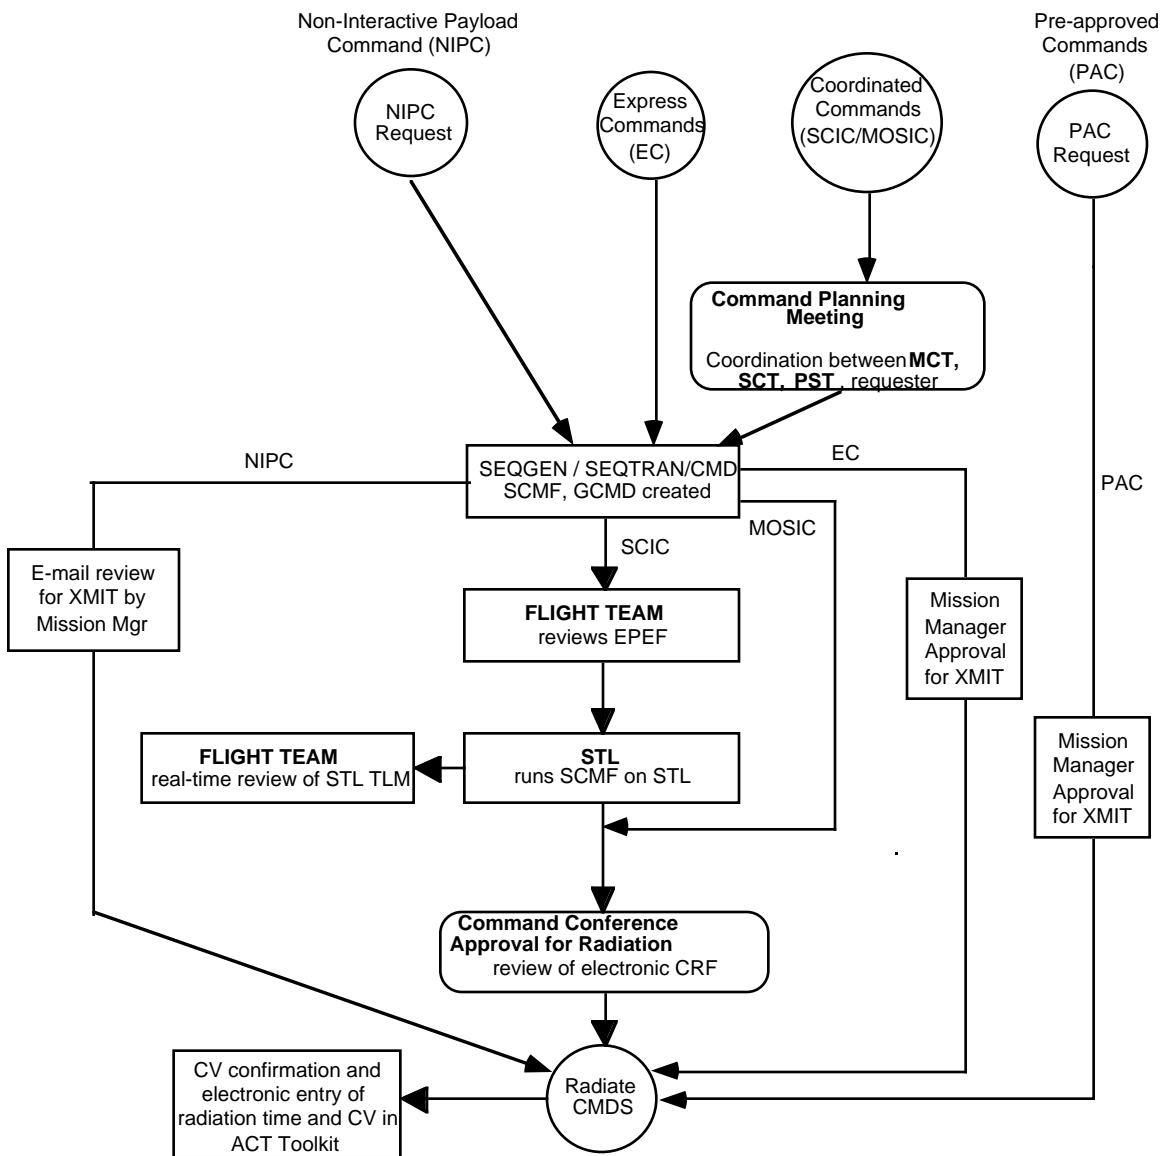 Non-Interactive Payload
Command (NIPC)
Pre-approved
Commands
(PAC)
NIPC
Request
Express
Commands
(EC)
Coordinated
Commands
(SCIC/MOSIC)
PAC
Request
Command Planning
Meeting
Coordination between MCT,
SCT, PST , requester
NIPC
SEQGEN / SEQTRAN/CMD
SCMF, GCMD created
EC
PAC
MOSIC
SCIC
E-mail review
for XMIT by
Mission Mgr
FLIGHT TEAM
reviews EPEF
Mission
Manager
Approval
for XMIT
FLIGHT TEAM
real-time review of STL TLM
STL
runs SCMF on STL
Mission
Manager
Approval
for XMIT
Command Conference
Approval for Radiation
review of electronic CRF
CV confirmation and
electronic entry of
radiation time and CV in
ACT Toolkit
Radiate
CMDS